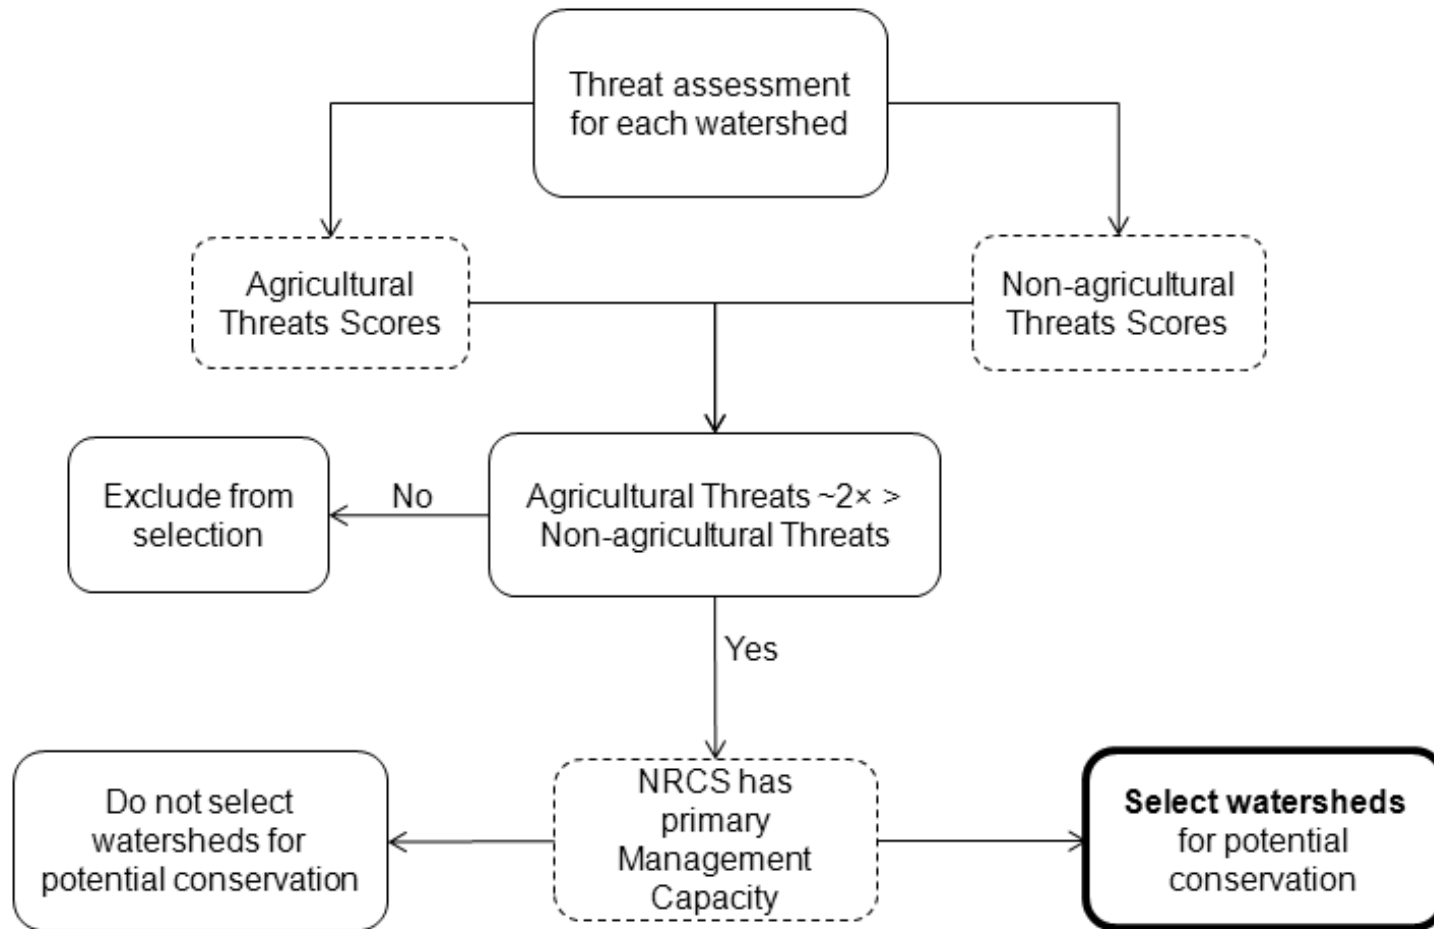 Threat assessment
for each watershed
Agricultural
Threats Scores
Non-agricultural
Threats Scores
Exclude from
selection
No
Agricultural Threats ~2× >
Non-agricultural Threats
Yes
Do not select
watersheds for
potential conservation
NRCS has
primary
Management
Capacity
Select watersheds
for potential
conservation